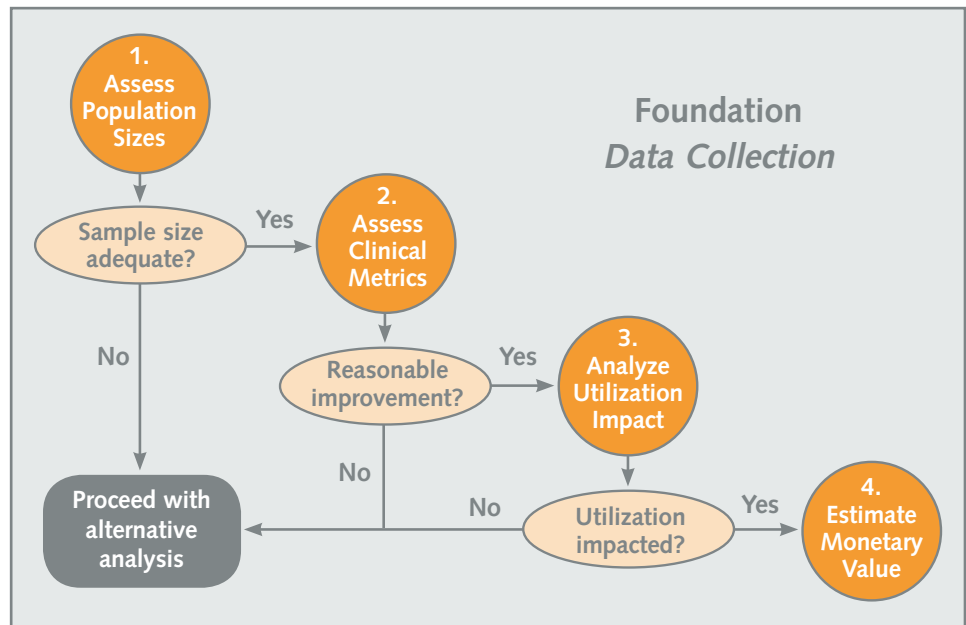 1.
Assess
Population
Sizes
Foundation
Data Collection
Sample size
adequate?
Yes
No
2.
Assess
Clinical
Metrics
Reasonable
improvement?
Yes
No
3.
Analyze
Utilization
Impact
Utilization
impacted?
No
Yes
4.
Estimate
Monetary
Value
Proceed with
alternative
analysis